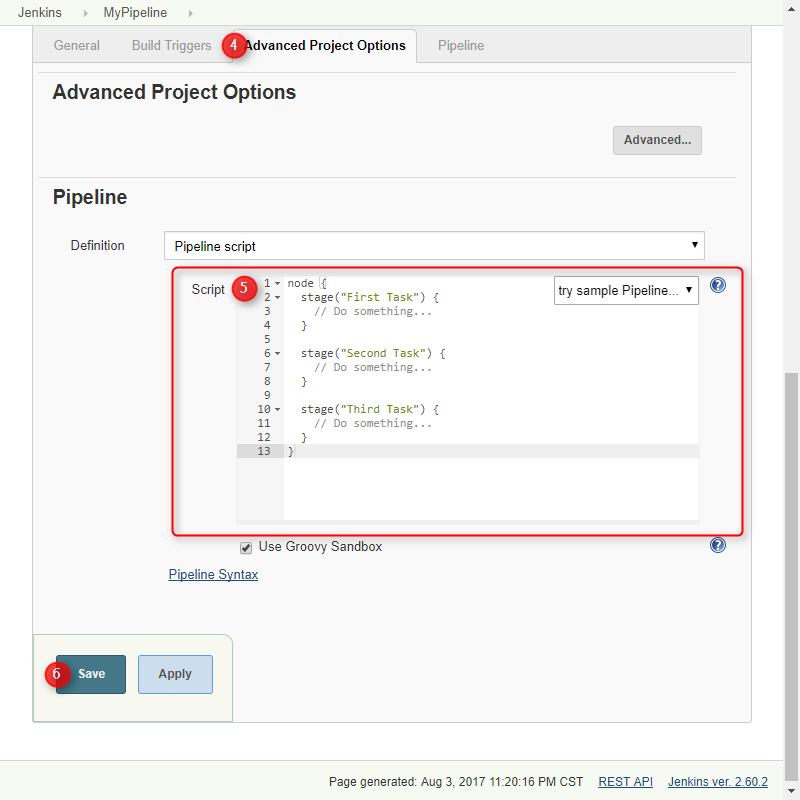 Jenkins MyPipeline
General Build Triggers 4 Advanced Project Options Pipeline
Advanced Project Options
Advanced...
Pipeline
Definition Pipeline script
Script 5 try sample Pipeline...
1 node {
2 stage("First Task") {
3 // Do something...
4 }
5
6 stage("Second Task") {
7 // Do something...
8 }
9
10 stage("Third Task") {
11 // Do something...
12 }
13 }
Use Groovy Sandbox
Pipeline Syntax
6 Save Apply
Page generated: Aug 3, 2017 11:20:16 PM CST REST API Jenkins ver. 2.60.2